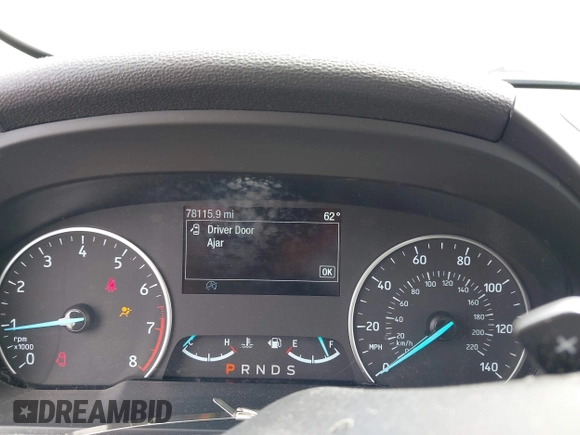 78115.9 mi 62°
Driver Door
Ajar
OK
0 1 2 3 4 5 6 7 8
rpm
x1000
C H
E F
P R N D S
0 20 40 60 80 100 120 140
MPH
20 40 60 80 100 120 140 160 180 200 220
km/h
DREAMBID